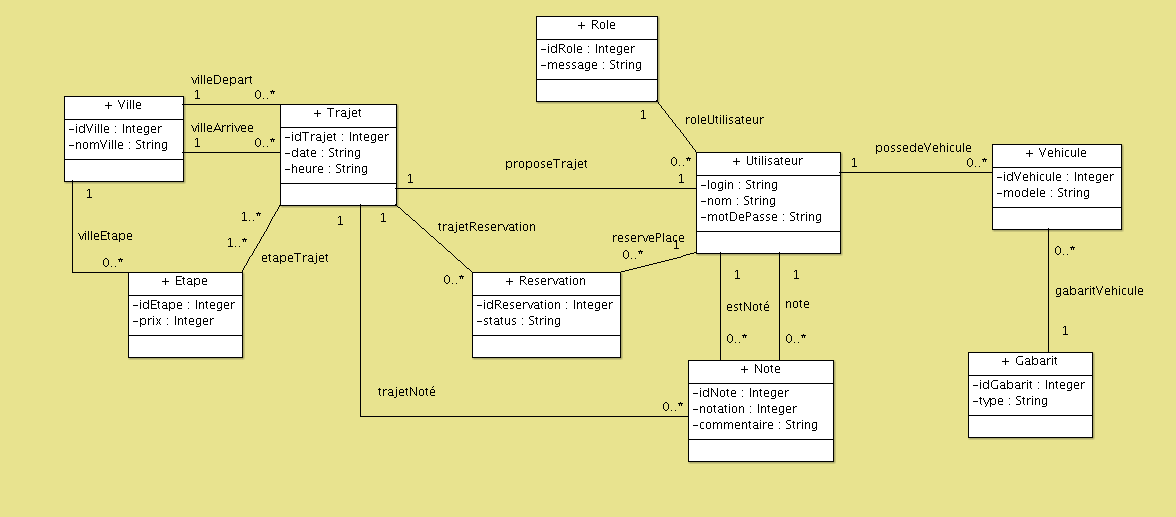 + Role
-idRole : Integer
-message : String
1
roleUtilisateur
0..*
villeDepart
1
0..*
+ Ville
-idVille : Integer
-nomVille : String
villeArrivee
1
0..*
+ Trajet
-idTrajet : Integer
-date : String
-heure : String
proposeTrajet
1
1
+ Utilisateur
-login : String
-nom : String
-motDePasse : String
possedeVehicule
1
0..*
+ Vehicule
-idVehicule : Integer
-modele : String
1
villeEtape
0..*
1..*
1..*
etapeTrajet
1
1
trajetReservation
0..*
reservePlace
1
0..*
+ Etape
-idEtape : Integer
-prix : Integer
+ Reservation
-idReservation : Integer
-status : String
1
estNoté
0..*
1
note
0..*
0..*
gabaritVehicule
1
+ Gabarit
-idGabarit : Integer
-type : String
trajetNoté
0..*
+ Note
-idNote : Integer
-notation : Integer
-commentaire : String